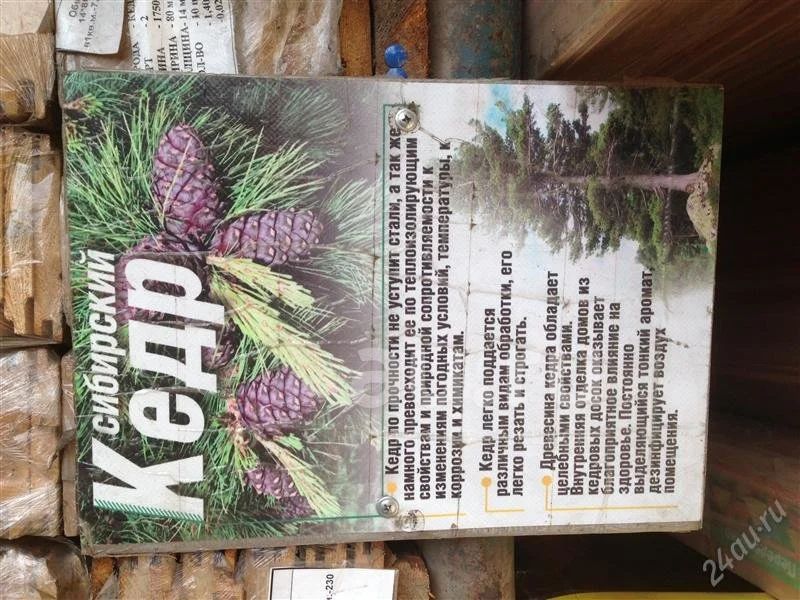 сибирский
Кедр
Кедр по прочности не уступит стали, а так же
намного превосходит ее по теплоизолирующим
свойствам и природной сопротивляемости к
изменениям погодных условий, температуры, к
коррозии и химикатам.
Кедр легко поддается
различным видам обработки, его
легко резать и строгать.
Древесина кедра обладает
целебными свойствами.
Внутренняя отделка домов из
кедровых досок оказывает
благоприятное влияние на
здоровье. Постоянно
выделяющийся тонкий аромат,
дезинфицирует воздух
помещения.
24au.ru